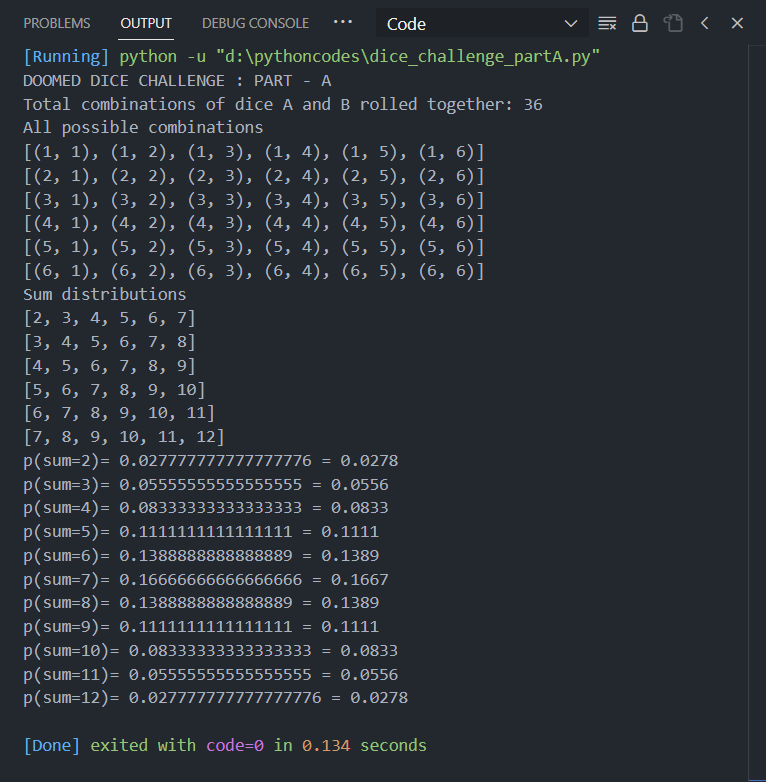 PROBLEMS OUTPUT DEBUG CONSOLE ··· Code
[Running] python -u "d:\pythoncodes\dice_challenge_partA.py"
DOOMED DICE CHALLENGE : PART - A
Total combinations of dice A and B rolled together: 36
All possible combinations
[(1, 1), (1, 2), (1, 3), (1, 4), (1, 5), (1, 6)]
[(2, 1), (2, 2), (2, 3), (2, 4), (2, 5), (2, 6)]
[(3, 1), (3, 2), (3, 3), (3, 4), (3, 5), (3, 6)]
[(4, 1), (4, 2), (4, 3), (4, 4), (4, 5), (4, 6)]
[(5, 1), (5, 2), (5, 3), (5, 4), (5, 5), (5, 6)]
[(6, 1), (6, 2), (6, 3), (6, 4), (6, 5), (6, 6)]
Sum distributions
[2, 3, 4, 5, 6, 7]
[3, 4, 5, 6, 7, 8]
[4, 5, 6, 7, 8, 9]
[5, 6, 7, 8, 9, 10]
[6, 7, 8, 9, 10, 11]
[7, 8, 9, 10, 11, 12]
p(sum=2)= 0.027777777777777776 = 0.0278
p(sum=3)= 0.05555555555555555 = 0.0556
p(sum=4)= 0.08333333333333333 = 0.0833
p(sum=5)= 0.1111111111111111 = 0.1111
p(sum=6)= 0.1388888888888889 = 0.1389
p(sum=7)= 0.16666666666666666 = 0.1667
p(sum=8)= 0.1388888888888889 = 0.1389
p(sum=9)= 0.1111111111111111 = 0.1111
p(sum=10)= 0.08333333333333333 = 0.0833
p(sum=11)= 0.05555555555555555 = 0.0556
p(sum=12)= 0.027777777777777776 = 0.0278
[Done] exited with code=0 in 0.134 seconds